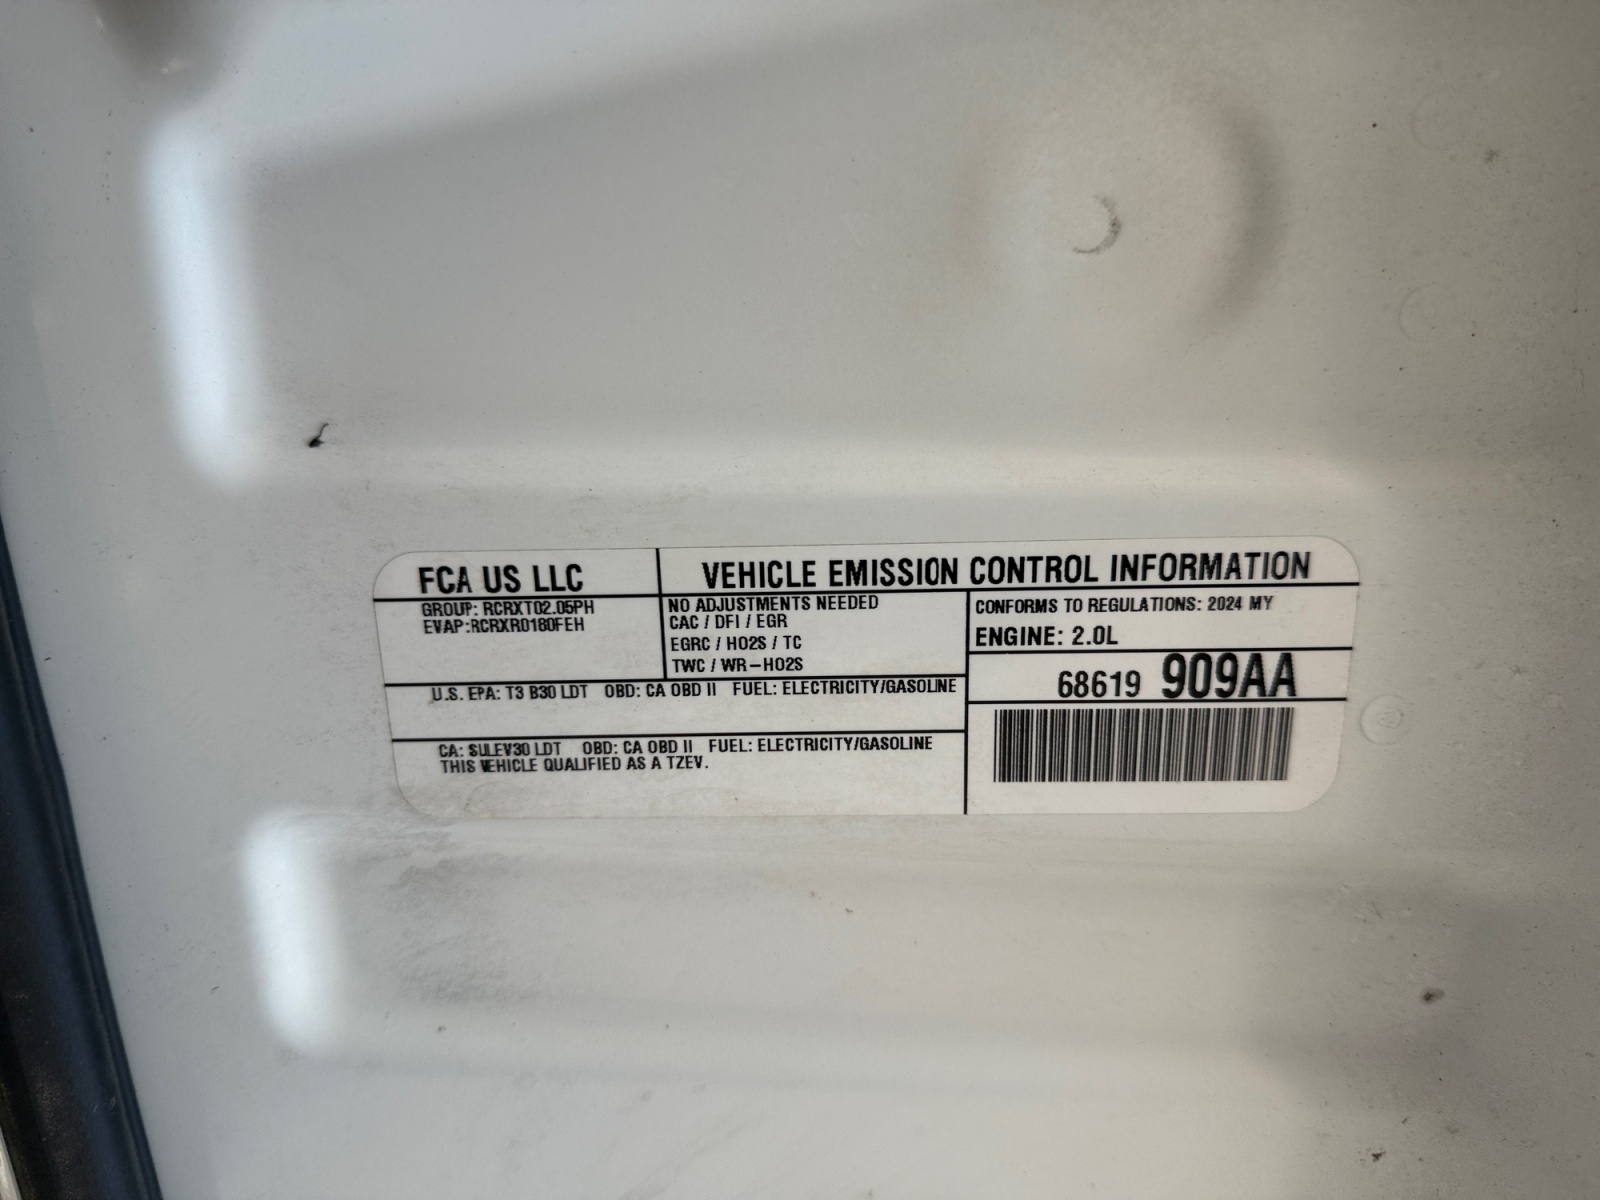 FCA US LLC
VEHICLE EMISSION CONTROL INFORMATION
GROUP: RCRXT02.05PH
EVAP:RCRXR0180FEH
NO ADJUSTMENTS NEEDED
CAC / DFI / EGR
EGRC / HO2S / TC
TWC / WR-HO2S
CONFORMS TO REGULATIONS: 2024 MY
ENGINE: 2.0L
68619 909AA
U.S. EPA: T3 B30 LDT OBD: CA OBD II FUEL: ELECTRICITY/GASOLINE
CA: SULEV30 LDT OBD: CA OBD II FUEL: ELECTRICITY/GASOLINE
THIS VEHICLE QUALIFIED AS A TZEV.